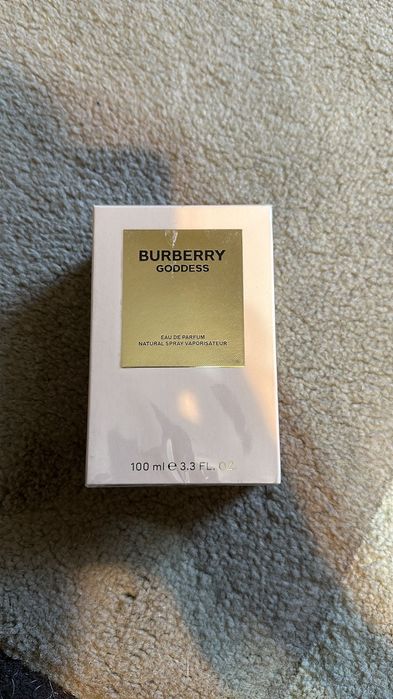 BURBERRY
GODDESS
EAU DE PARFUM
NATURAL SPRAY VAPORISATEUR
100 ml ℮ 3.3 FL. OZ